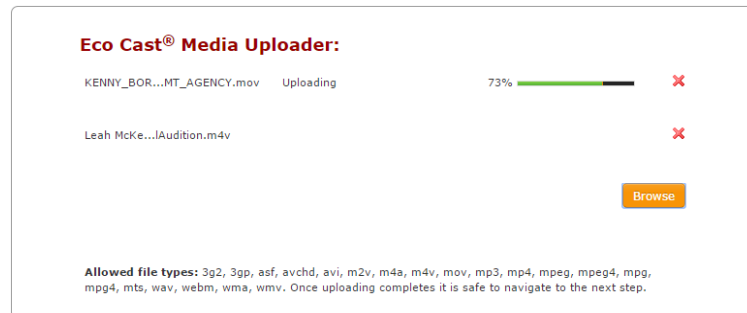 Eco Cast® Media Uploader:
KENNY_BOR...MT_AGENCY.mov Uploading 73%
Leah McKe...lAudition.m4v
Browse
Allowed file types: 3g2, 3gp, asf, avchd, avi, m2v, m4a, m4v, mov, mp3, mp4, mpeg, mpeg4, mpg,
mpg4, mts, wav, webm, wma, wmv. Once uploading completes it is safe to navigate to the next step.